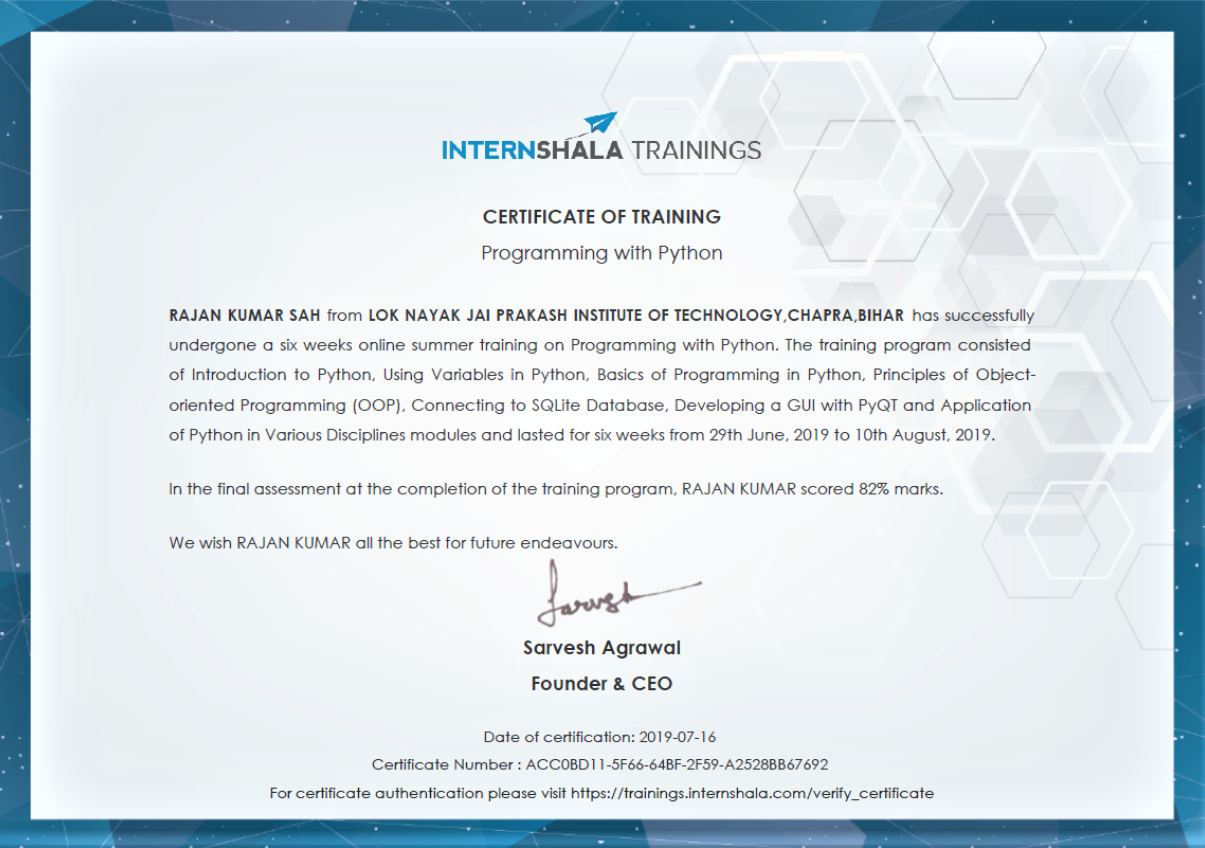 INTERNSHALA TRAININGS
CERTIFICATE OF TRAINING
Programming with Python
RAJAN KUMAR SAH from LOK NAYAK JAI PRAKASH INSTITUTE OF TECHNOLOGY,CHAPRA,BIHAR has successfully
undergone a six weeks online summer training on Programming with Python. The training program consisted
of Introduction to Python, Using Variables in Python, Basics of Programming in Python, Principles of Object-
oriented Programming (OOP), Connecting to SQLite Database, Developing a GUI with PyQT and Application
of Python in Various Disciplines modules and lasted for six weeks from 29th June, 2019 to 10th August, 2019.
In the final assessment at the completion of the training program, RAJAN KUMAR scored 82% marks.
We wish RAJAN KUMAR all the best for future endeavours.
Sarvesh
Sarvesh Agrawal
Founder & CEO
Date of certification: 2019-07-16
Certificate Number : ACC0BD11-5F66-64BF-2F59-A2528BB67692
For certificate authentication please visit https://trainings.internshala.com/verify_certificate